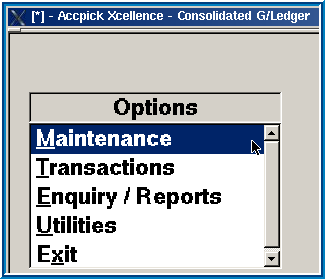 [*] - Accpick Xcellence - Consolidated G/Ledger
Options
Maintenance
Transactions
Enquiry / Reports
Utilities
Exit